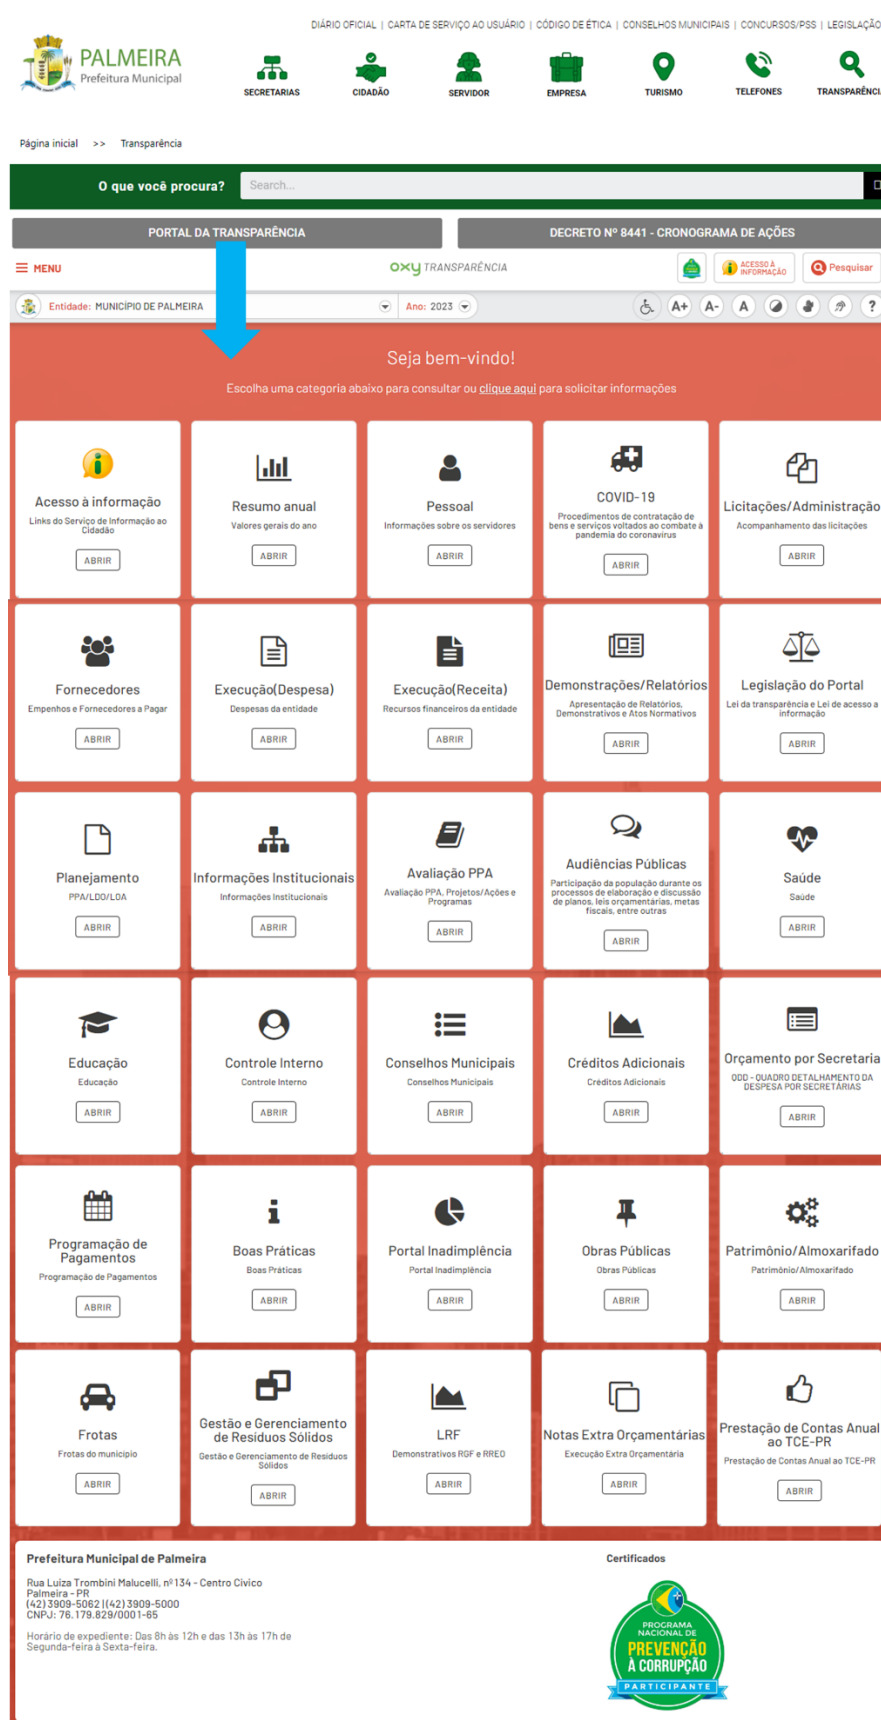 DIÁRIO OFICIAL | CARTA DE SERVIÇO AO USUÁRIO | CÓDIGO DE ÉTICA | CONSELHOS MUNICIPAIS | CONCURSOS/PSS | LEGISLAÇÃO
PALMEIRA
Prefeitura Municipal
SECRETARIAS CIDADÃO SERVIDOR EMPRESA TURISMO TELEFONES TRANSPARÊNCIA
Página inicial >> Transparência
O que você procura? Search...
PORTAL DA TRANSPARÊNCIA DECRETO Nº 8441 - CRONOGRAMA DE AÇÕES
MENU oxy TRANSPARÊNCIA ACESSO À INFORMAÇÃO Pesquisar
Entidade: MUNICÍPIO DE PALMEIRA Ano: 2023 A+ A- A ?
Seja bem-vindo!
Escolha uma categoria abaixo para consultar ou clique aqui para solicitar informações
Acesso à informação
Links do Serviço de Informação ao
Cidadão
ABRIR
Resumo anual
Valores gerais do ano
ABRIR
Pessoal
Informações sobre os servidores
ABRIR
COVID-19
Procedimentos de contratação de
bens e serviços voltados ao combate à
pandemia do coronavírus
ABRIR
Licitações/Administração
Acompanhamento das licitações
ABRIR
Fornecedores
Empenhos e Fornecedores a Pagar
ABRIR
Execução(Despesa)
Despesas da entidade
ABRIR
Execução(Receita)
Recursos financeiros da entidade
ABRIR
Demonstrações/Relatórios
Apresentação de Relatórios,
Demonstrativos e Atos Normativos
ABRIR
Legislação do Portal
Lei da transparência e Lei de acesso a
informação
ABRIR
Planejamento
PPA/LDO/LOA
ABRIR
Informações Institucionais
Informações Institucionais
ABRIR
Avaliação PPA
Avaliação PPA, Projetos/Ações e
Programas
ABRIR
Audiências Públicas
Participação da população durante os
processos de elaboração e discussão
de planos, leis orçamentárias, metas
fiscais, entre outras
ABRIR
Saúde
Saúde
ABRIR
Educação
Educação
ABRIR
Controle Interno
Controle Interno
ABRIR
Conselhos Municipais
Conselhos Municipais
ABRIR
Créditos Adicionais
Créditos Adicionais
ABRIR
Orçamento por Secretaria
QDD - QUADRO DETALHAMENTO DA
DESPESA POR SECRETÁRIAS
ABRIR
Programação de
Pagamentos
Programação de Pagamentos
ABRIR
Boas Práticas
Boas Práticas
ABRIR
Portal Inadimplência
Portal Inadimplência
ABRIR
Obras Públicas
Obras Públicas
ABRIR
Patrimônio/Almoxarifado
Patrimônio/Almoxarifado
ABRIR
Frotas
Frotas do município
ABRIR
Gestão e Gerenciamento
de Resíduos Sólidos
Gestão e Gerenciamento de Resíduos
Sólidos
ABRIR
LRF
Demonstrativos RGF e RREO
ABRIR
Notas Extra Orçamentárias
Execução Extra Orçamentária
ABRIR
Prestação de Contas Anual
ao TCE-PR
Prestação de Contas Anual ao TCE-PR
ABRIR
Prefeitura Municipal de Palmeira
Rua Luiza Trombini Malucelli, nº 134 - Centro Cívico
Palmeira - PR
(42) 3909-5062 | (42) 3909-5000
CNPJ: 76.179.829/0001-65
Horário de expediente: Das 8h às 12h e das 13h às 17h de
Segunda-feira à Sexta-feira.
Certificados
PROGRAMA
NACIONAL DE
PREVENÇÃO
À CORRUPÇÃO
PARTICIPANTE